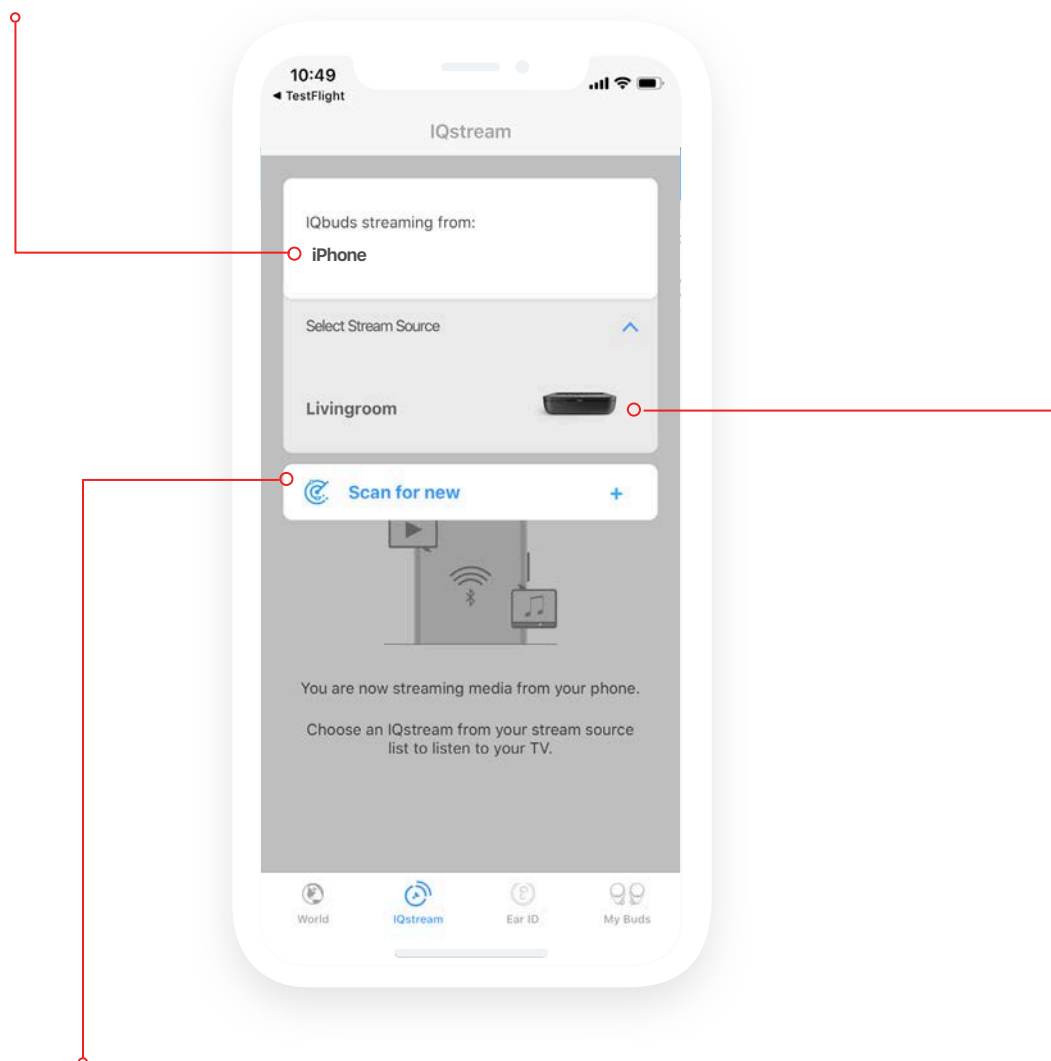 10:49
◀ TestFlight
IQstream
IQbuds streaming from:
iPhone
Select Stream Source
Livingroom
Scan for new +
You are now streaming media from your phone.
Choose an IQstream from your stream source
list to listen to your TV.
World IQstream Ear ID My Buds